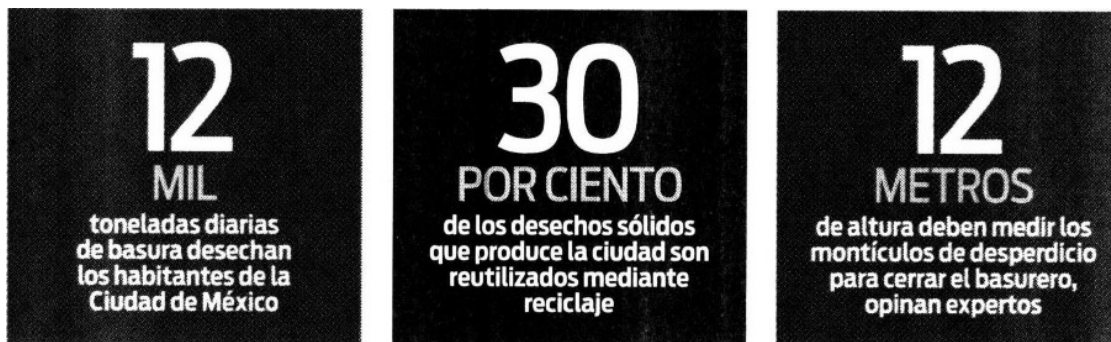 12
MIL
toneladas diarias
de basura desechan
los habitantes de la
Ciudad de México
30
POR CIENTO
de los desechos sólidos
que produce la ciudad son
reutilizados mediante
reciclaje
12
METROS
de altura deben medir los
montículos de desperdicio
para cerrar el basurero,
opinan expertos